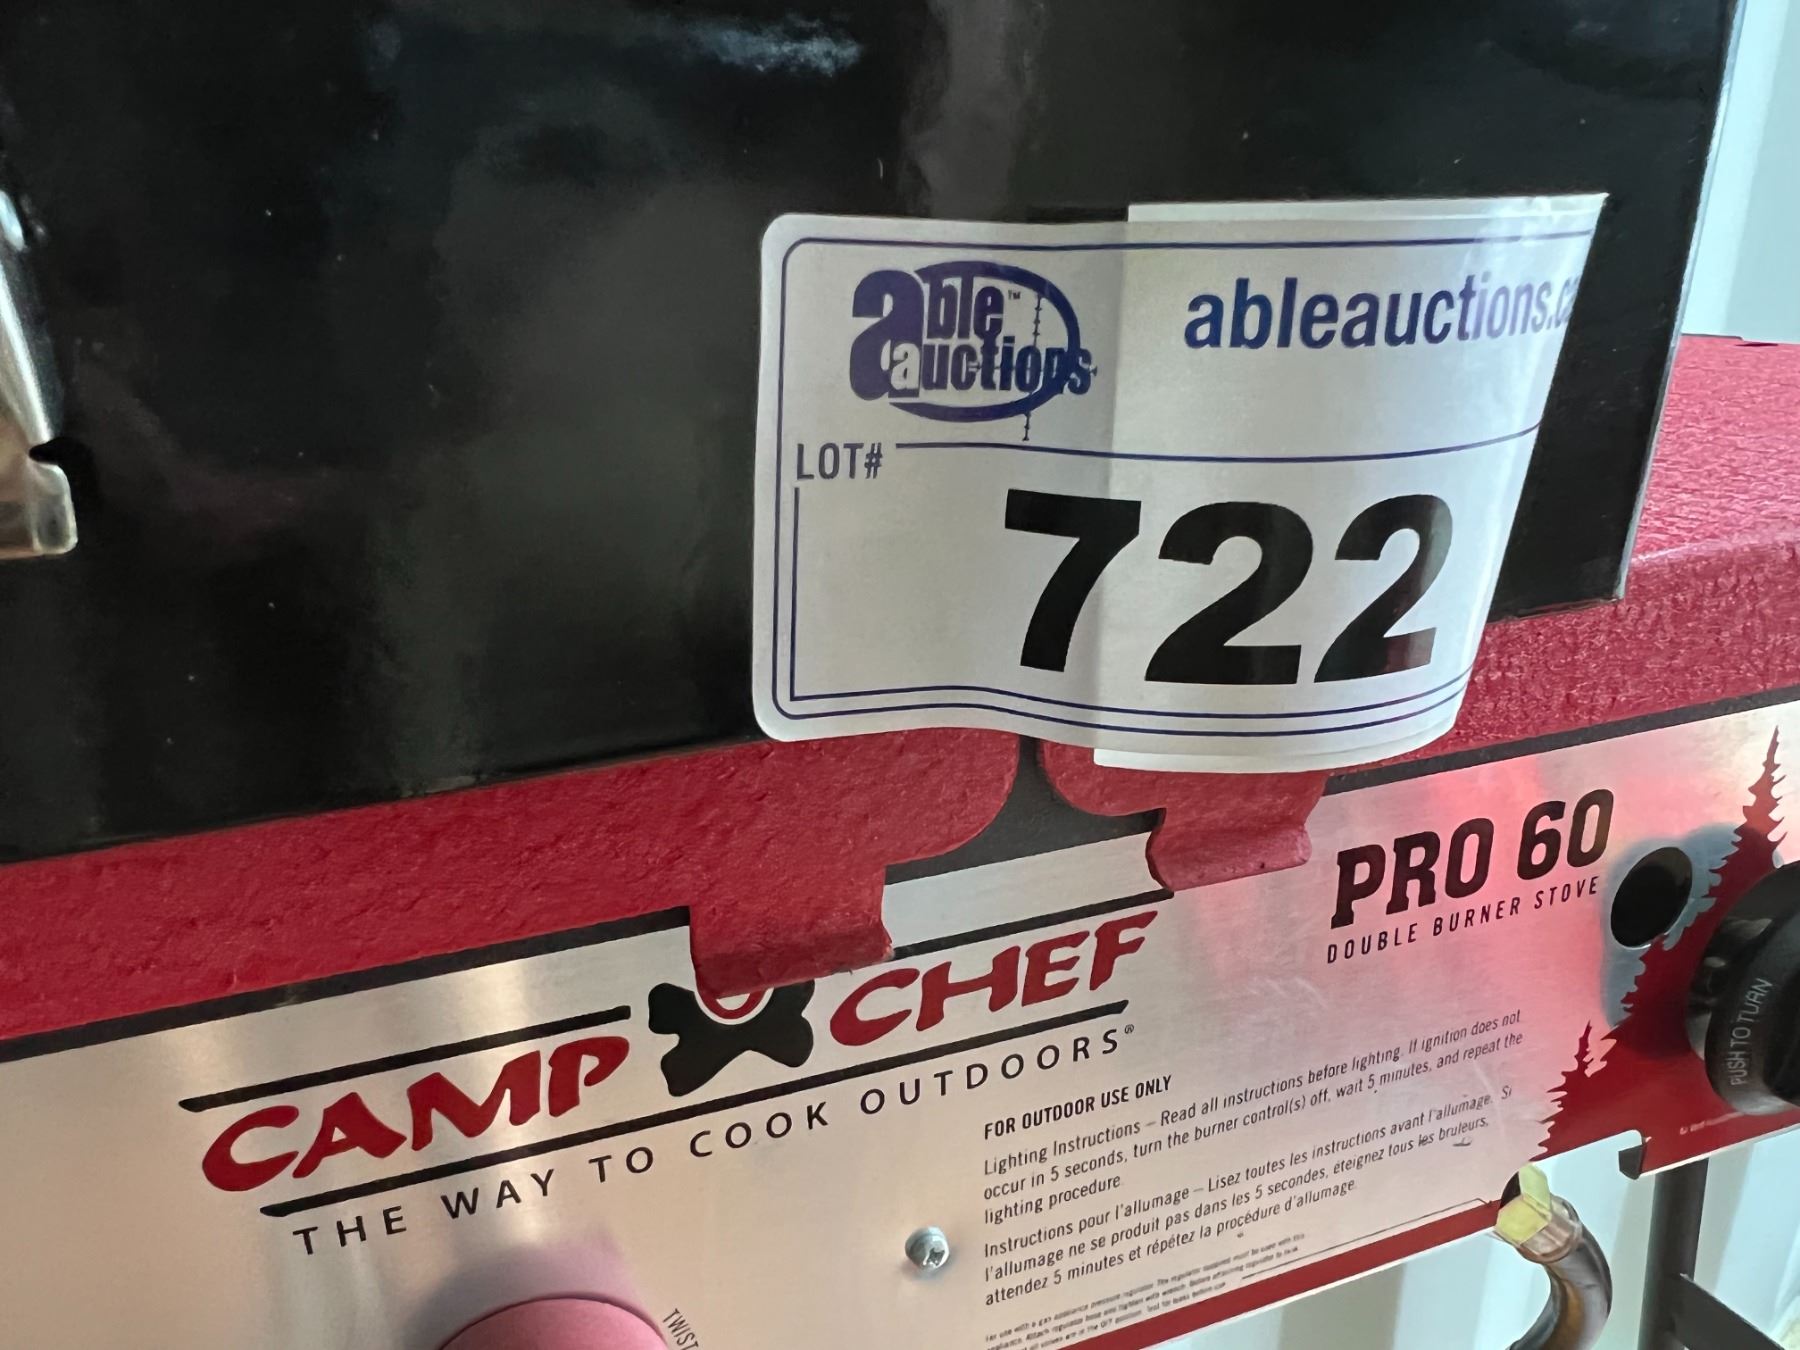 able™
auctions
ableauctions.c
LOT#
722
PRO 60
DOUBLE BURNER STOVE
CAMP CHEF
THE WAY TO COOK OUTDOORS®
PUSH TO TURN
FOR OUTDOOR USE ONLY
Lighting Instructions – Read all instructions before lighting. If ignition does not
occur in 5 seconds, turn the burner control(s) off, wait 5 minutes, and repeat the
lighting procedure.
Instructions pour l'allumage – Lisez toutes les instructions avant l'allumage. Si
l'allumage ne se produit pas dans les 5 secondes, éteignez tous les bruleurs,
attendez 5 minutes et répétez la procédure d'allumage.
TWIST